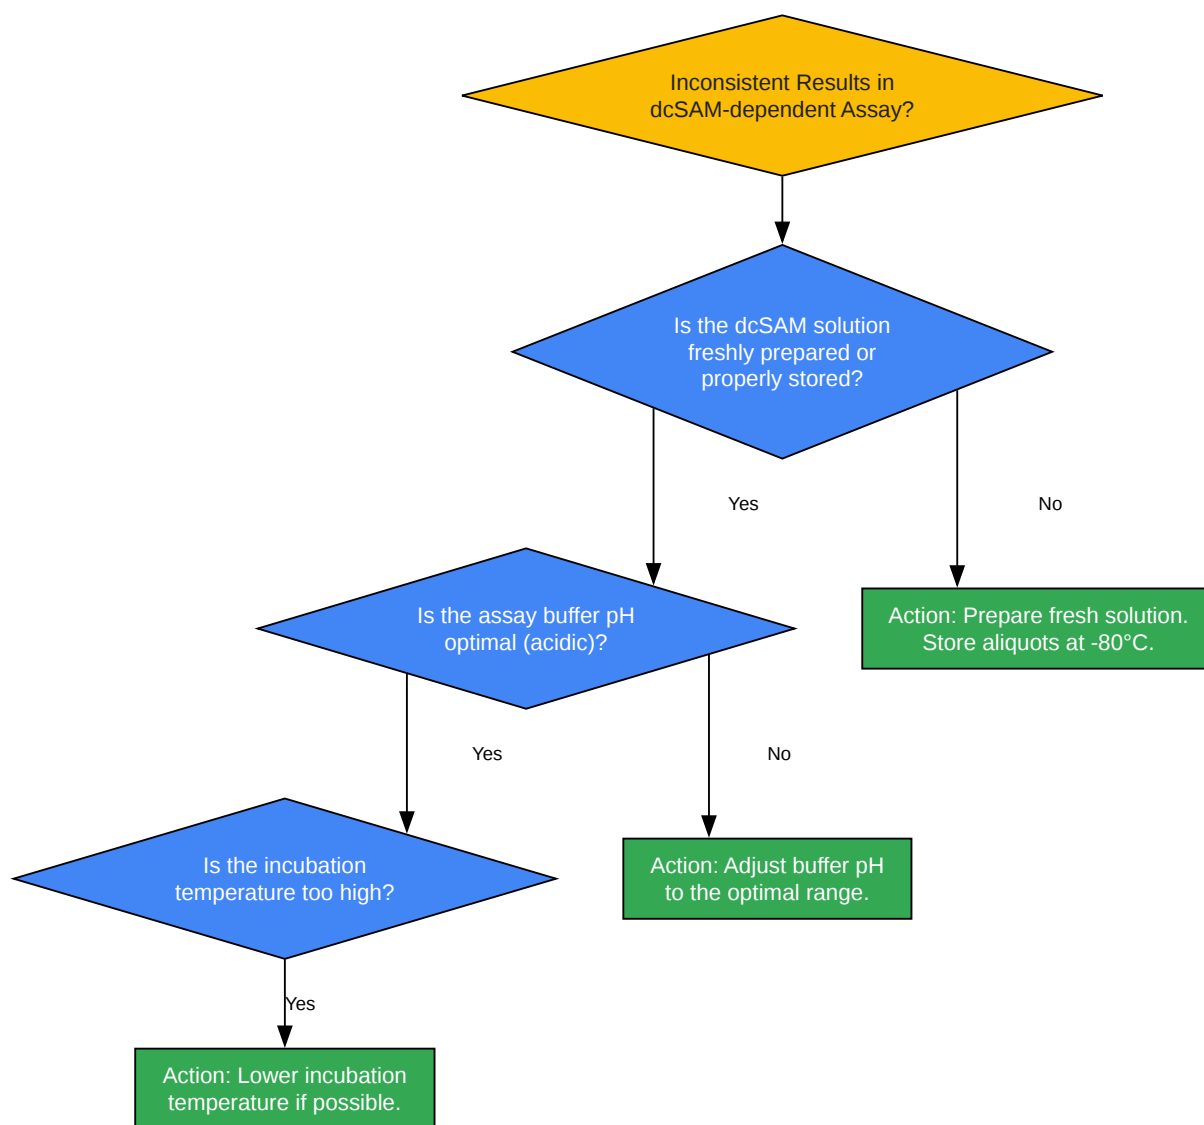 Inconsistent Results in
dcSAM-dependent Assay?
Is the dcSAM solution
freshly prepared or
properly stored?
Yes
No
Is the assay buffer pH
optimal (acidic)?
Action: Prepare fresh solution.
Store aliquots at -80°C.
Yes
No
Is the incubation
temperature too high?
Action: Adjust buffer pH
to the optimal range.
Yes
Action: Lower incubation
temperature if possible.